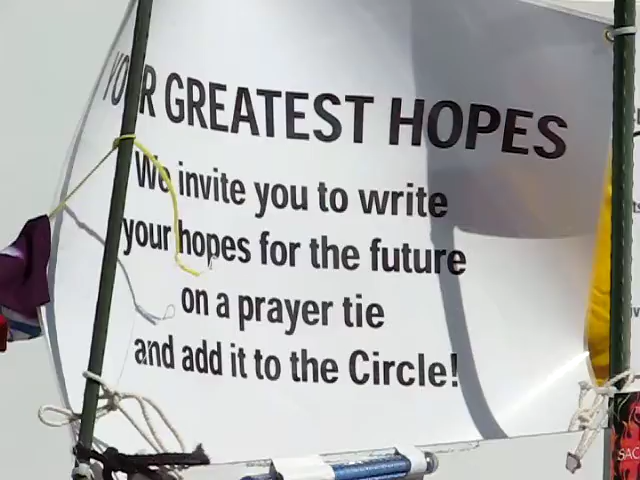 YOUR GREATEST HOPES
We invite you to write
your hopes for the future
on a prayer tie
and add it to the Circle!
SAC